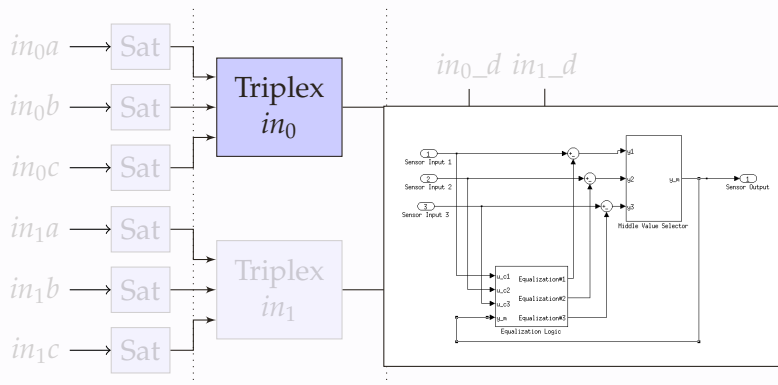 in₀a Sat
in₀b Sat
in₀c Sat
in₁a Sat
in₁b Sat
in₁c Sat
Triplex
in₀
Triplex
in₁
in₀_d in₁_d
1
Sensor Input 1
2
Sensor Input 2
3
Sensor Input 3
+
-
+
-
+
-
y1
y2
y3
y_m
Middle Value Selector
1
Sensor Output
u_c1
u_c2
u_c3
y_m
Equalization#1
Equalization#2
Equalization#3
Equalization Logic